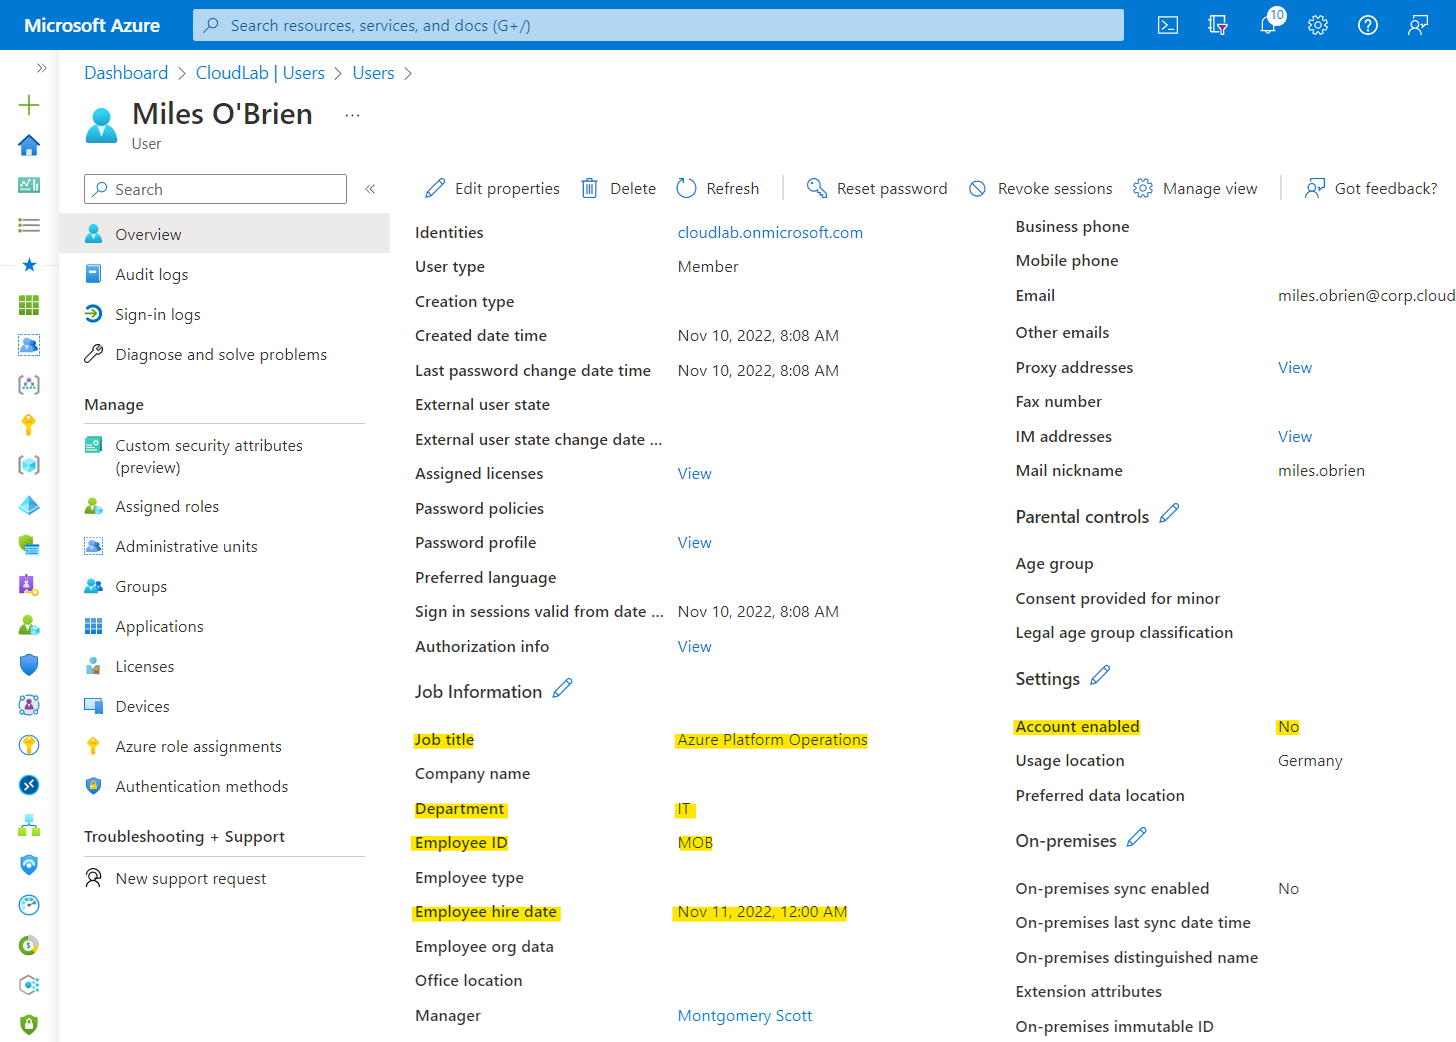 Microsoft Azure
Search resources, services, and docs (G+/)
10
Dashboard > CloudLab | Users > Users >
Miles O'Brien ...
User
Search
Overview
Audit logs
Sign-in logs
Diagnose and solve problems
Manage
Custom security attributes
(preview)
Assigned roles
Administrative units
Groups
Applications
Licenses
Devices
Azure role assignments
Authentication methods
Troubleshooting + Support
New support request
Edit properties Delete Refresh Reset password Revoke sessions Manage view Got feedback?
Identities cloudlab.onmicrosoft.com
User type Member
Creation type
Created date time Nov 10, 2022, 8:08 AM
Last password change date time Nov 10, 2022, 8:08 AM
External user state
External user state change date ...
Assigned licenses View
Password policies
Password profile View
Preferred language
Sign in sessions valid from date ... Nov 10, 2022, 8:08 AM
Authorization info View
Job Information
Job title Azure Platform Operations
Company name
Department IT
Employee ID MOB
Employee type
Employee hire date Nov 11, 2022, 12:00 AM
Employee org data
Office location
Manager Montgomery Scott
Business phone
Mobile phone
Email miles.obrien@corp.cloud
Other emails
Proxy addresses View
Fax number
IM addresses View
Mail nickname miles.obrien
Parental controls
Age group
Consent provided for minor
Legal age group classification
Settings
Account enabled No
Usage location Germany
Preferred data location
On-premises
On-premises sync enabled No
On-premises last sync date time
On-premises distinguished name
Extension attributes
On-premises immutable ID